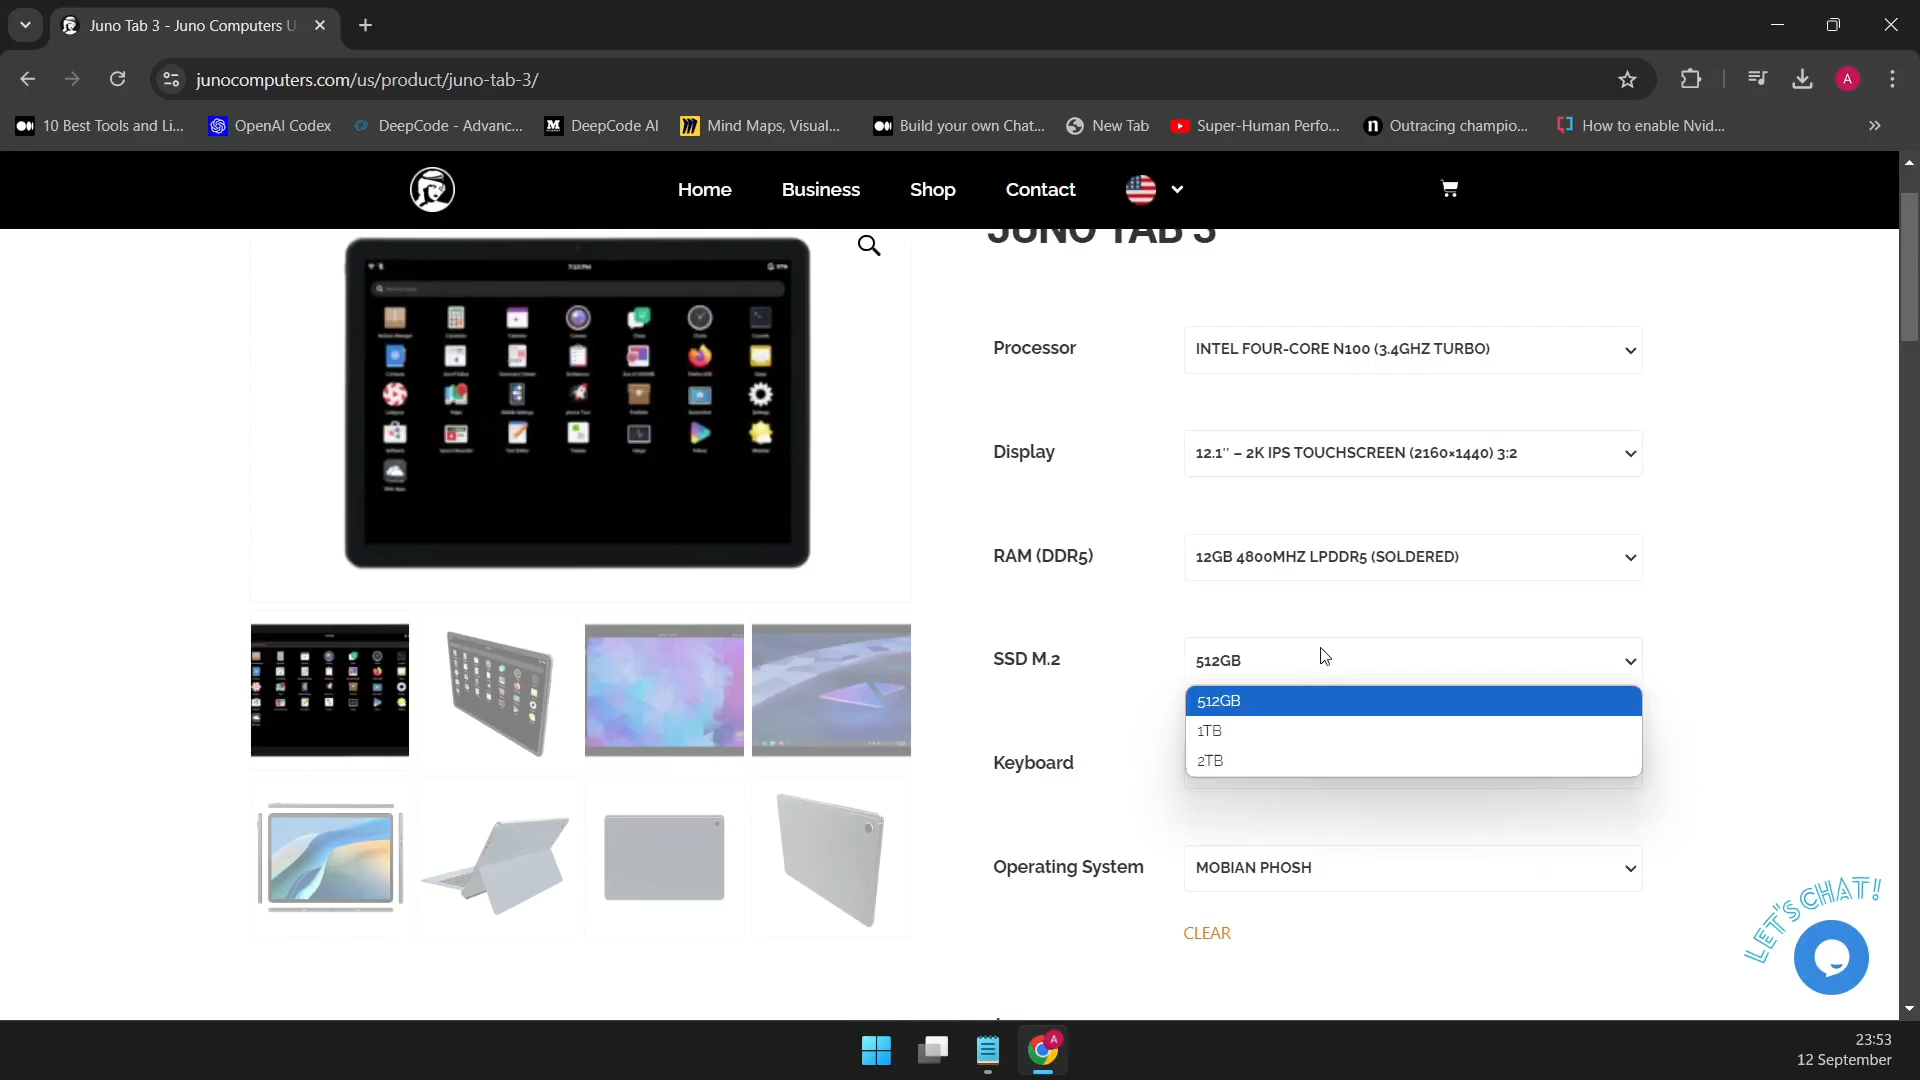 Juno Tab 3 - Juno Computers U
junocomputers.com/us/product/juno-tab-3/
A
10 Best Tools and Li...
OpenAI Codex
DeepCode - Advanc...
DeepCode AI
Mind Maps, Visual...
Build your own Chat...
New Tab
Super-Human Perfo...
Outracing champio...
How to enable Nvid...
Home
Business
Shop
Contact
JUNO TAB 3
Processor
INTEL FOUR-CORE N100 (3.4GHZ TURBO)
Display
12.1″ – 2K IPS TOUCHSCREEN (2160×1440) 3:2
RAM (DDR5)
12GB 4800MHZ LPDDR5 (SOLDERED)
SSD M.2
512GB
512GB
1TB
2TB
Keyboard
Operating System
MOBIAN PHOSH
CLEAR
LET'S CHAT!
A
23:53
12 September